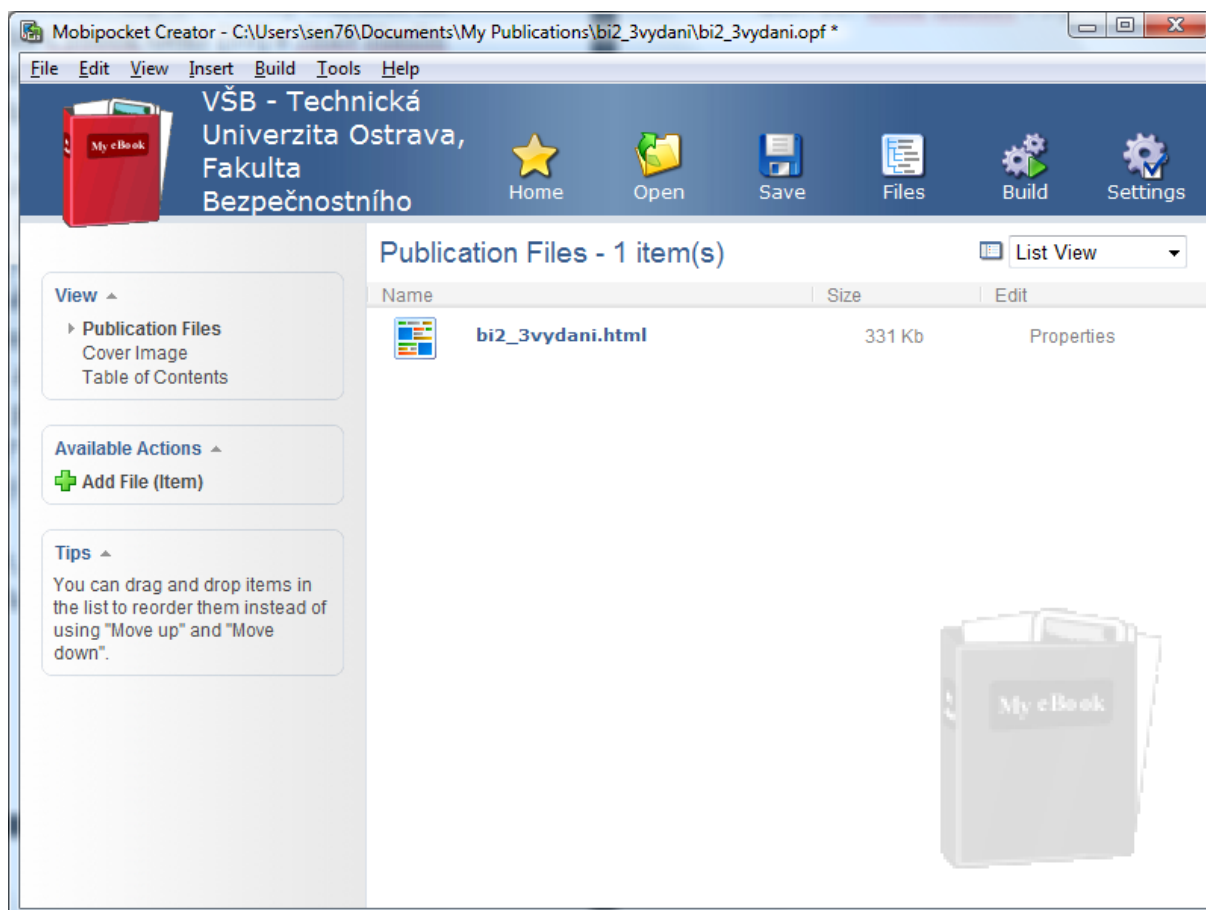 Mobipocket Creator - C:\Users\sen76\Documents\My Publications\bi2_3vydani\bi2_3vydani.opf *
File Edit View Insert Build Tools Help
My eBook
VŠB - Technická
Univerzita Ostrava,
Fakulta
Bezpečnostního
Home Open Save Files Build Settings
Publication Files - 1 item(s)
List View
View
Publication Files
Cover Image
Table of Contents
Name Size Edit
bi2_3vydani.html 331 Kb Properties
Available Actions
Add File (Item)
Tips
You can drag and drop items in
the list to reorder them instead of
using "Move up" and "Move
down".
My eBook